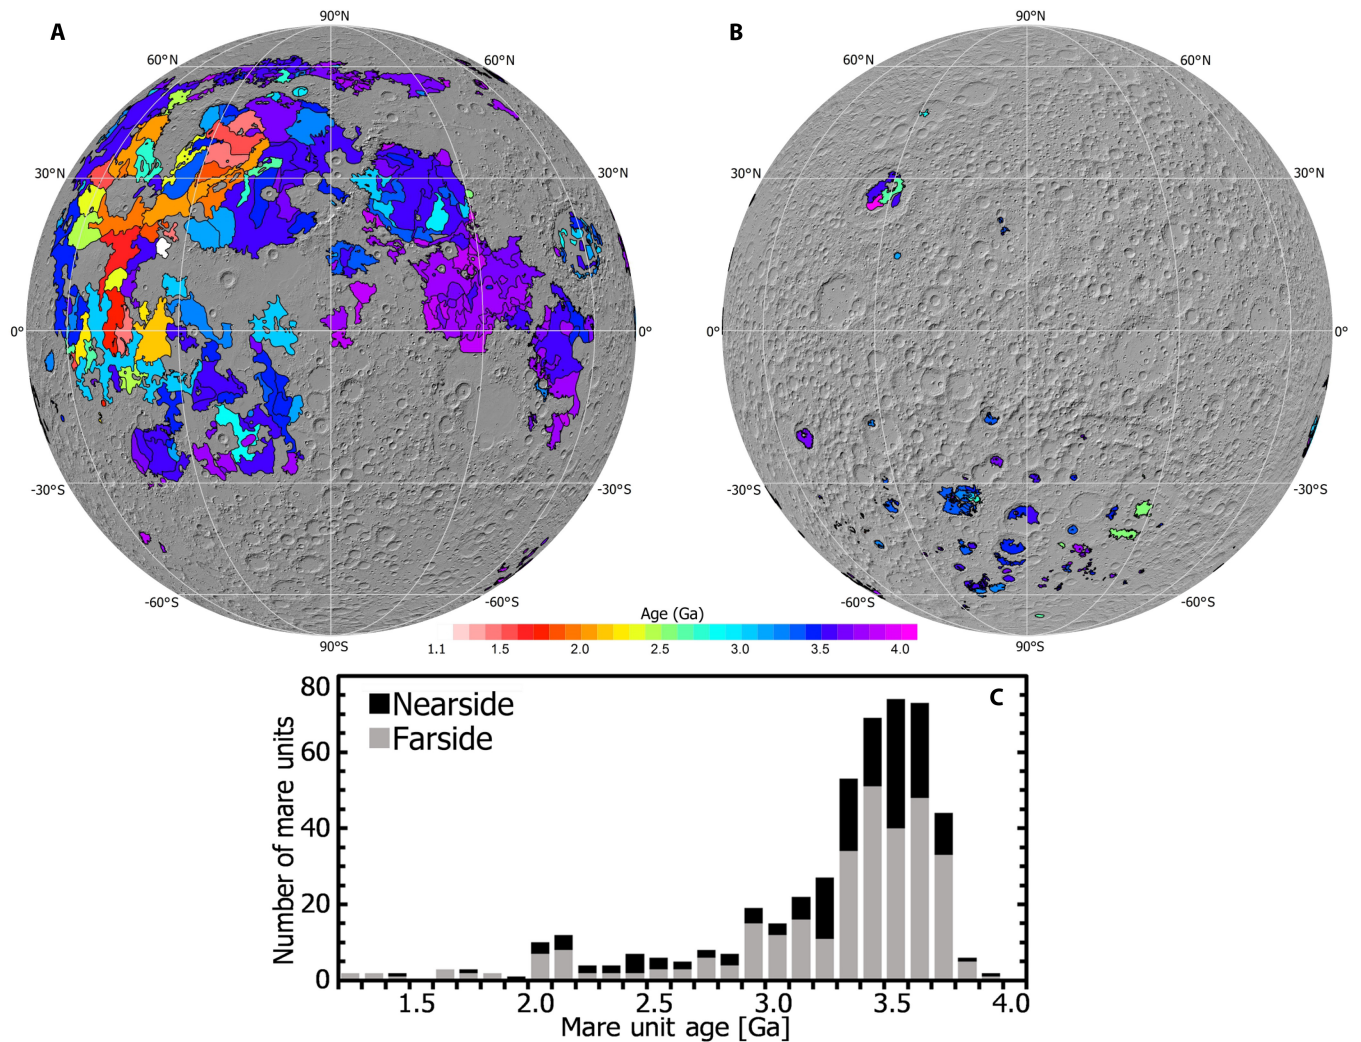 A
90°N
60°N
60°N
30°N
30°N
0°
0°
-30°S
-30°S
-60°S
-60°S
90°S
B
90°N
60°N
60°N
30°N
30°N
0°
0°
-30°S
-30°S
-60°S
-60°S
90°S
Age (Ga)
1.1 1.5 2.0 2.5 3.0 3.5 4.0
C
Nearside
Farside
Number of mare units
80
60
40
20
0
1.5 2.0 2.5 3.0 3.5 4.0
Mare unit age [Ga]